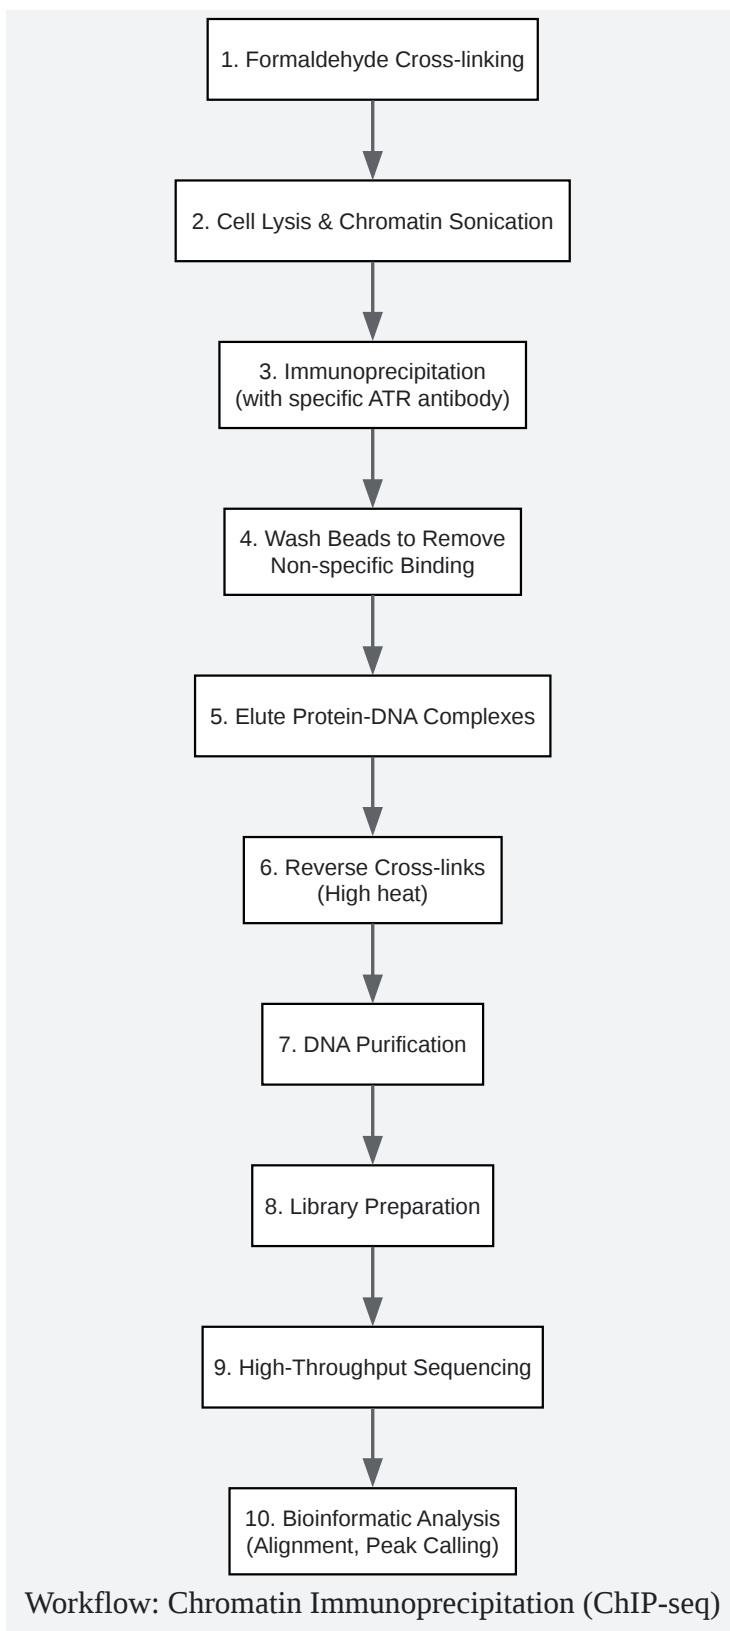 1. Formaldehyde Cross-linking
2. Cell Lysis & Chromatin Sonication
3. Immunoprecipitation
(with specific ATR antibody)
4. Wash Beads to Remove
Non-specific Binding
5. Elute Protein-DNA Complexes
6. Reverse Cross-links
(High heat)
7. DNA Purification
8. Library Preparation
9. High-Throughput Sequencing
10. Bioinformatic Analysis
(Alignment, Peak Calling)
Workflow: Chromatin Immunoprecipitation (ChIP-seq)